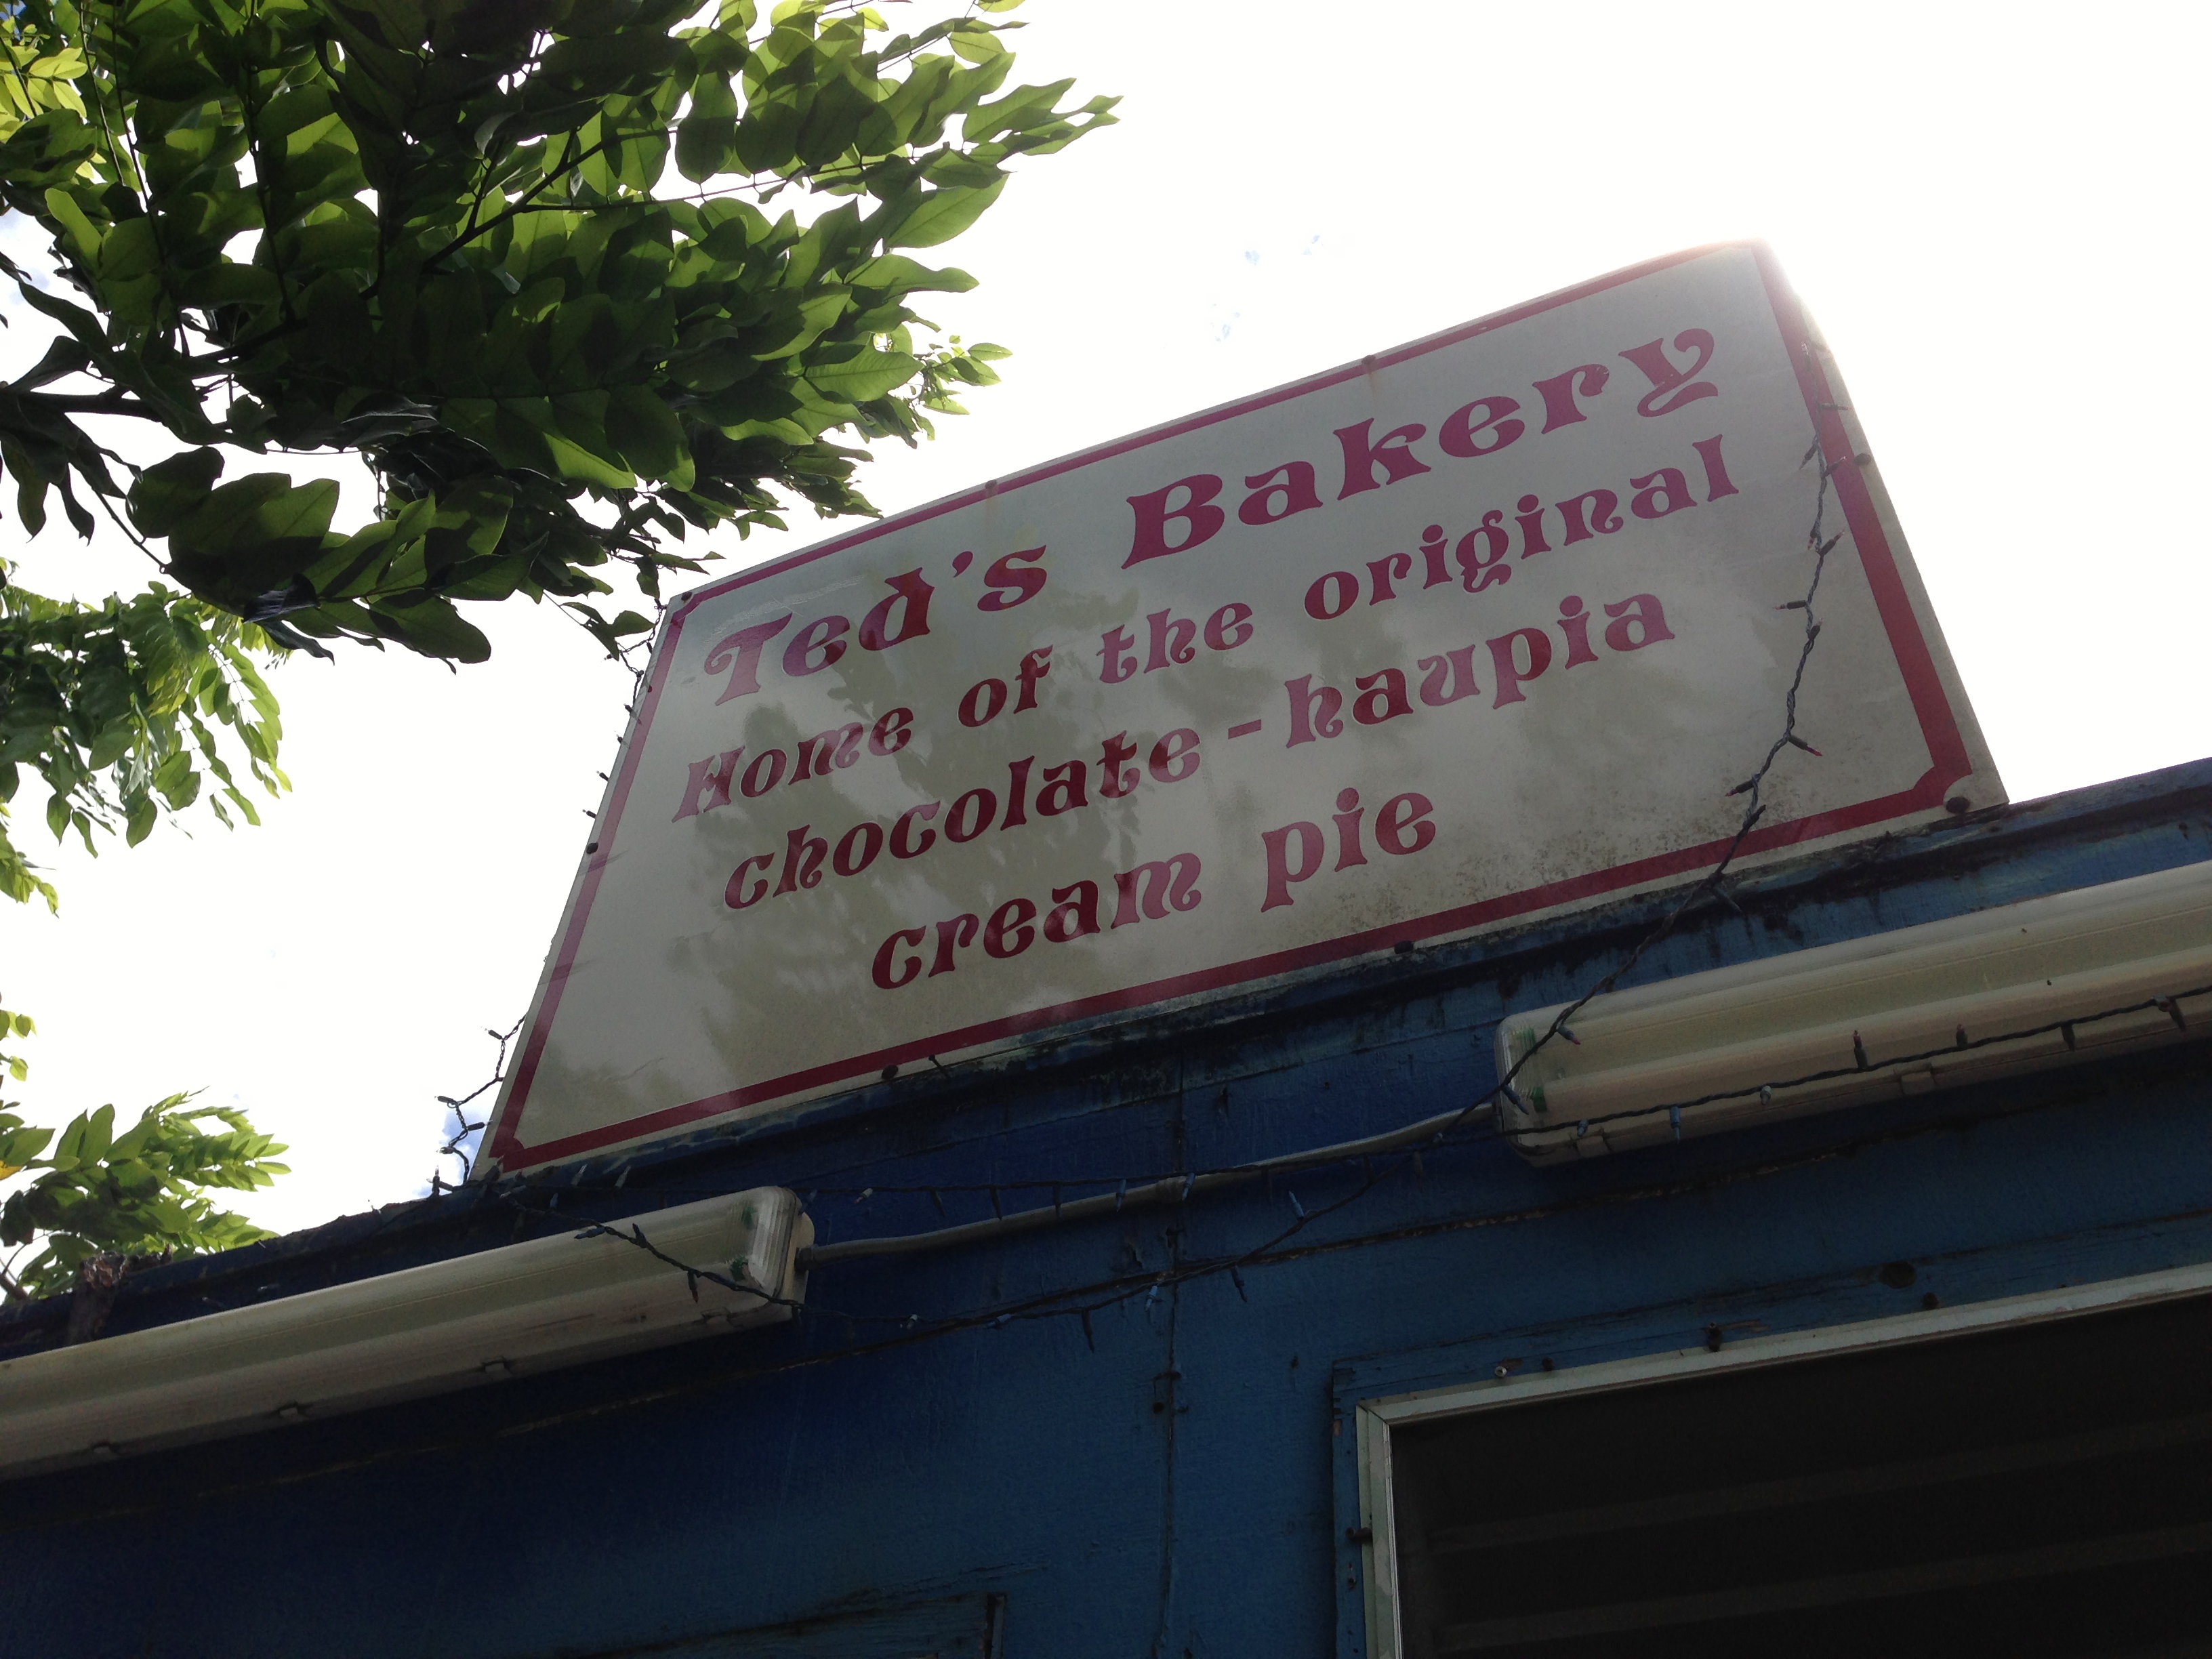 Ted's Bakery
Home of the original
chocolate-haupia
cream pie